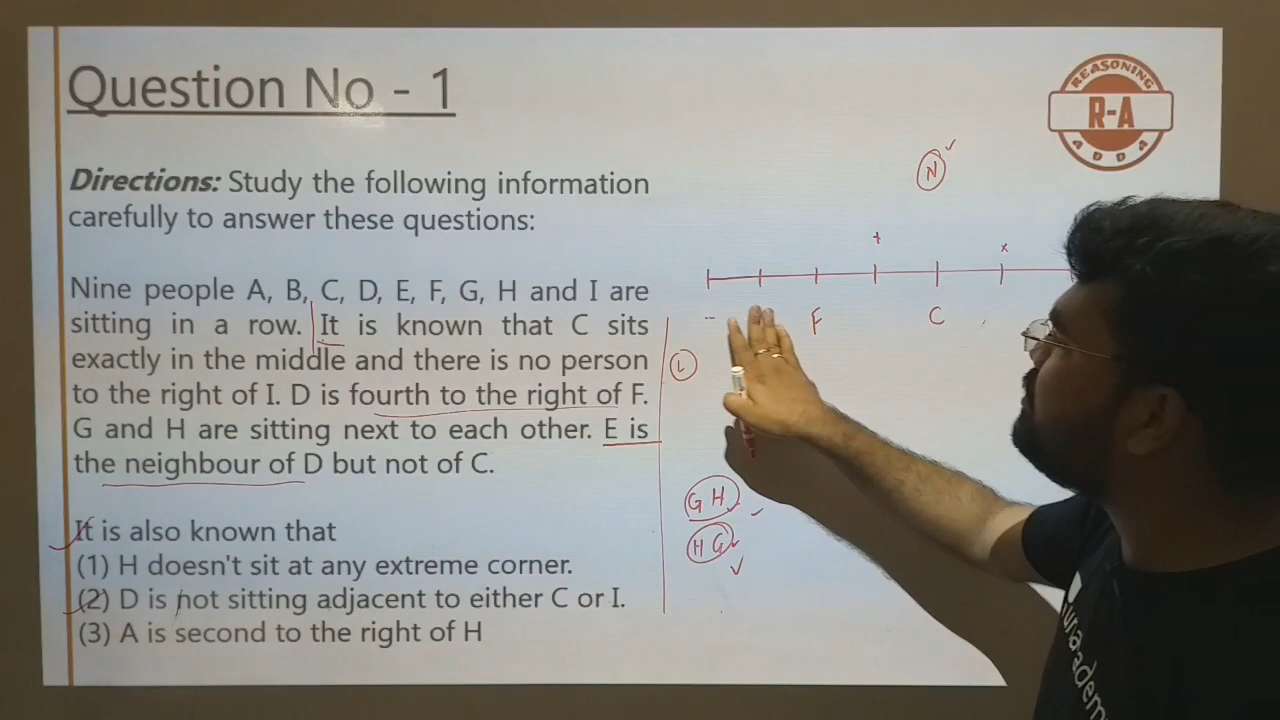 Question No - 1
REASONING
R-A
ADDA
N
Directions: Study the following information
carefully to answer these questions:
Nine people A, B, C, D, E, F, G, H and I are
sitting in a row. It is known that C sits
exactly in the middle and there is no person
to the right of I. D is fourth to the right of F.
G and H are sitting next to each other. E is
the neighbour of D but not of C.
F C
G H
H G
It is also known that
(1) H doesn't sit at any extreme corner.
(2) D is not sitting adjacent to either C or I.
(3) A is second to the right of H